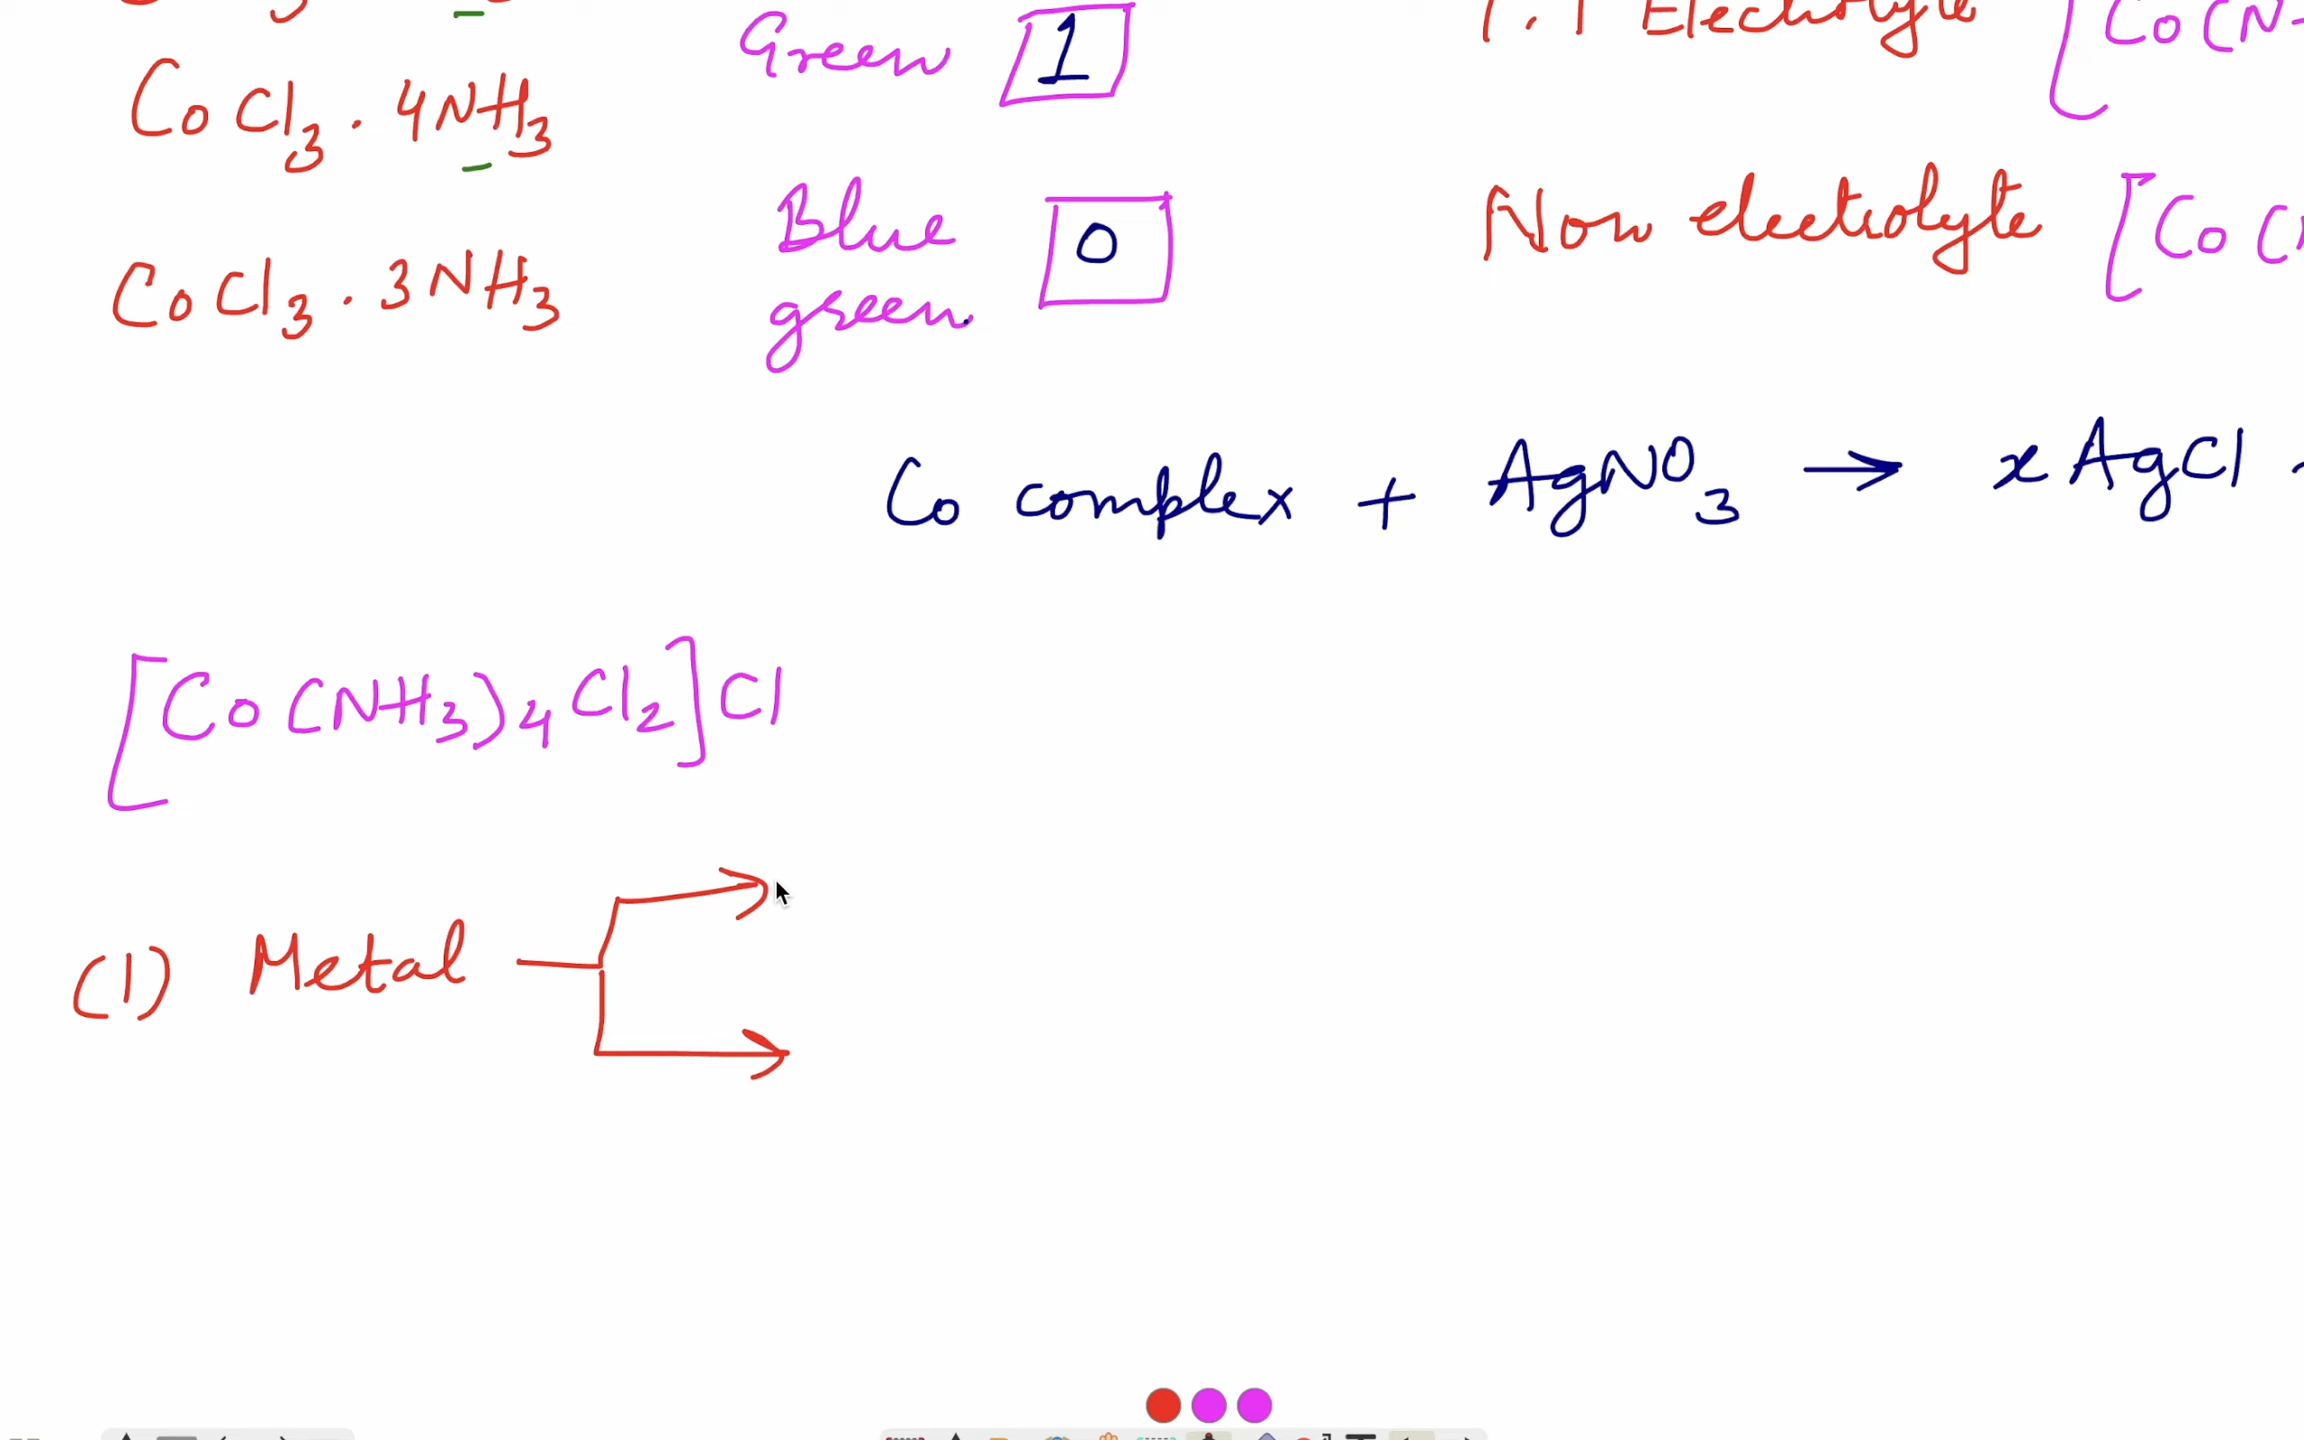 Green 1
1:1 Electrolyte [Co(N
CoCl₃ · 4NH₃
Blue green. 0
Non electrolyte [Co(
CoCl₃ · 3NH₃
Co complex + AgNO₃ → xAgCl
[Co(NH₃)₄Cl₂]Cl
(1) Metal